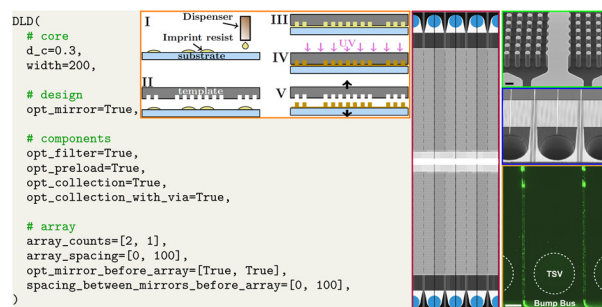 DLD(
# core
d_c=0.3,
width=200,
# design
opt_mirror=True,
# components
opt_filter=True,
opt_preload=True,
opt_collection=True,
opt_collection_with_via=True,
# array
array_counts=[2, 1],
array_spacing=[0, 100],
opt_mirror_before_array=[True, True],
spacing_between_mirrors_before_array=[0, 100],
)
I
Dispenser
Imprint resist
substrate
II
template
III
UV
IV
V
TSV
Bump Bus